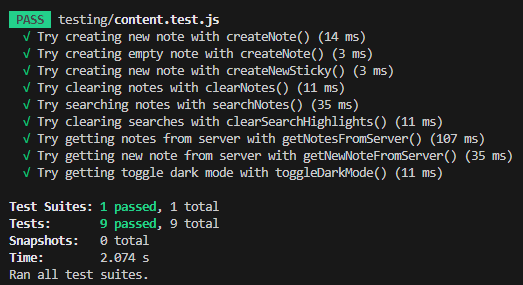 PASS testing/content.test.js
√ Try creating new note with createNote() (14 ms)
√ Try creating empty note with createNote() (3 ms)
√ Try creating new note with createNewSticky() (3 ms)
√ Try clearing notes with clearNotes() (11 ms)
√ Try searching notes with searchNotes() (35 ms)
√ Try clearing searches with clearSearchHighlights() (11 ms)
√ Try getting notes from server with getNotesFromServer() (107 ms)
√ Try getting new note from server with getNewNoteFromServer() (35 ms)
√ Try getting toggle dark mode with toggleDarkMode() (11 ms)
Test Suites: 1 passed, 1 total
Tests: 9 passed, 9 total
Snapshots: 0 total
Time: 2.074 s
Ran all test suites.